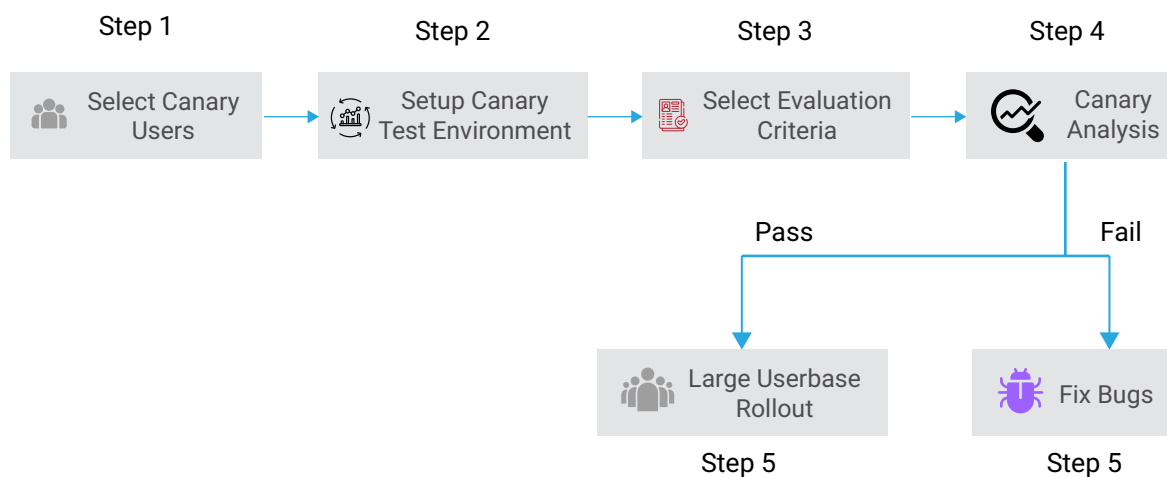 Step 1
Step 2
Step 3
Step 4
Select Canary
Users
Setup Canary
Test Environment
Select Evaluation
Criteria
Canary
Analysis
Pass
Fail
Large Userbase
Rollout
Fix Bugs
Step 5
Step 5